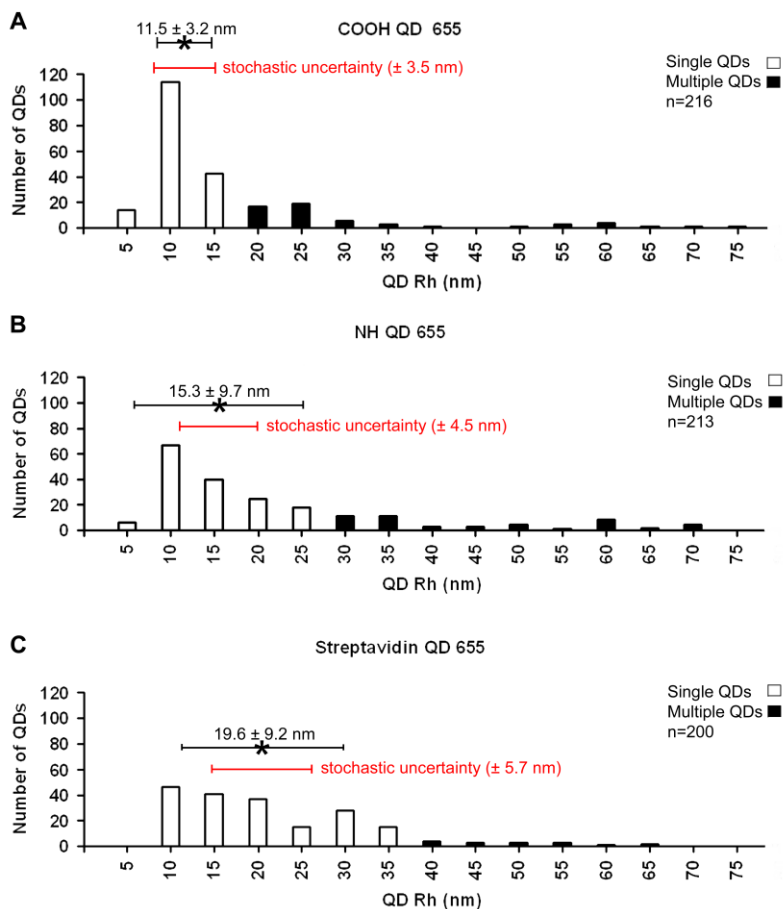 A
11.5 ± 3.2 nm
COOH QD 655
*
stochastic uncertainty (± 3.5 nm)
Single QDs
Multiple QDs
n=216
Number of QDs
120
100
80
60
40
20
0
5 10 15 20 25 30 35 40 45 50 55 60 65 70 75
QD Rh (nm)
B
NH QD 655
15.3 ± 9.7 nm
*
stochastic uncertainty (± 4.5 nm)
Single QDs
Multiple QDs
n=213
Number of QDs
120
100
80
60
40
20
0
5 10 15 20 25 30 35 40 45 50 55 60 65 70 75
QD Rh (nm)
C
Streptavidin QD 655
19.6 ± 9.2 nm
*
stochastic uncertainty (± 5.7 nm)
Single QDs
Multiple QDs
n=200
Number of QDs
120
100
80
60
40
20
0
5 10 15 20 25 30 35 40 45 50 55 60 65 70 75
QD Rh (nm)